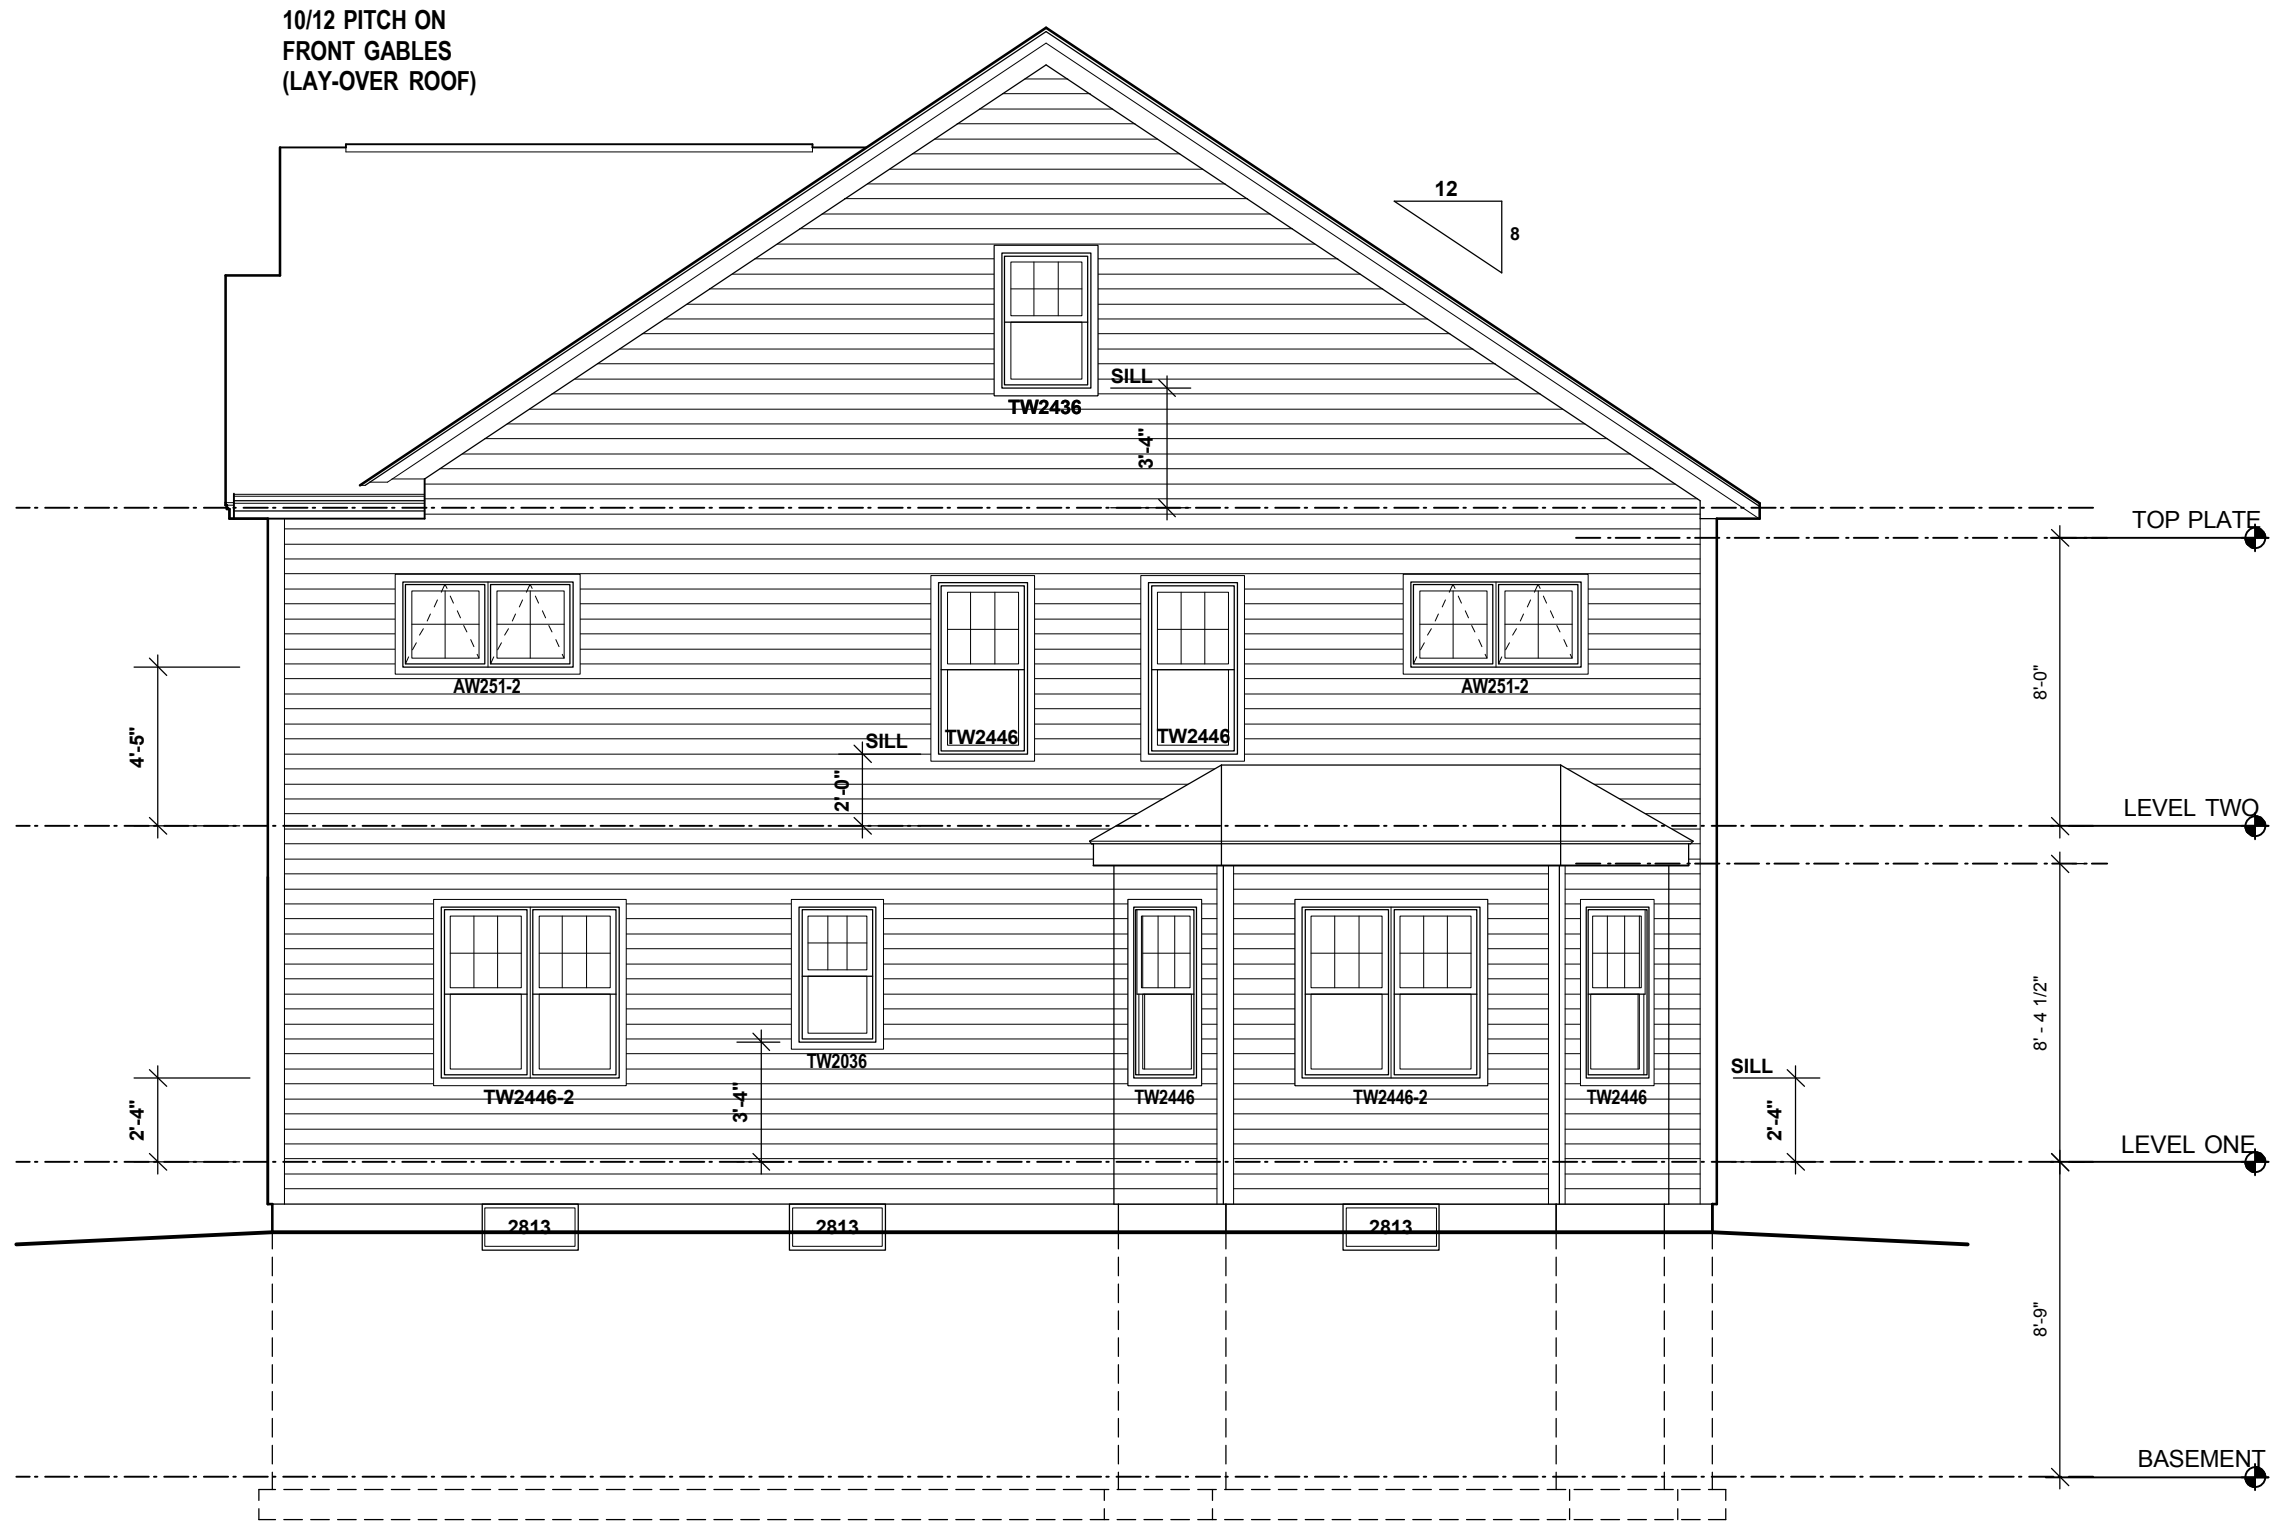 10/12 PITCH ON
FRONT GABLES
(LAY-OVER ROOF)
12
8
SILL
TW2436
3'-4"
TOP PLATE
AW251-2
AW251-2
8'-0"
4'-5"
SILL
TW2446
TW2446
2'-0"
LEVEL TWO
8' - 4 1/2"
TW2036
SILL
TW2446-2
TW2446
TW2446-2
TW2446
3'-4"
2'-4"
2'-4"
LEVEL ONE
2813
2813
2813
8'-9"
BASEMENT